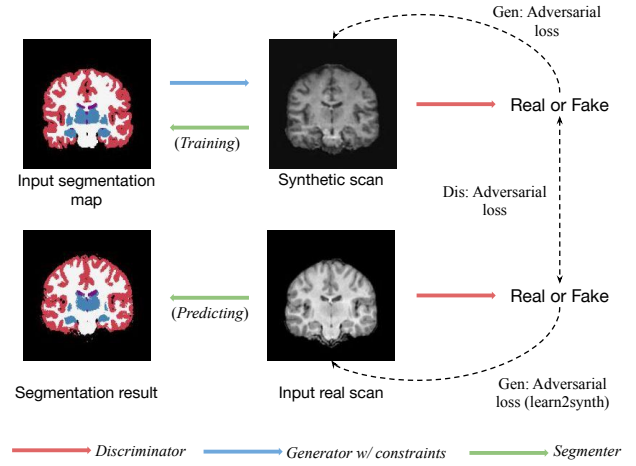 Gen: Adversarial
loss
(Training)
Real or Fake
Input segmentation
map
Synthetic scan
Dis: Adversarial
loss
(Predicting)
Real or Fake
Segmentation result
Input real scan
Gen: Adversarial
loss (learn2synth)
Discriminator
Generator w/ constraints
Segmenter